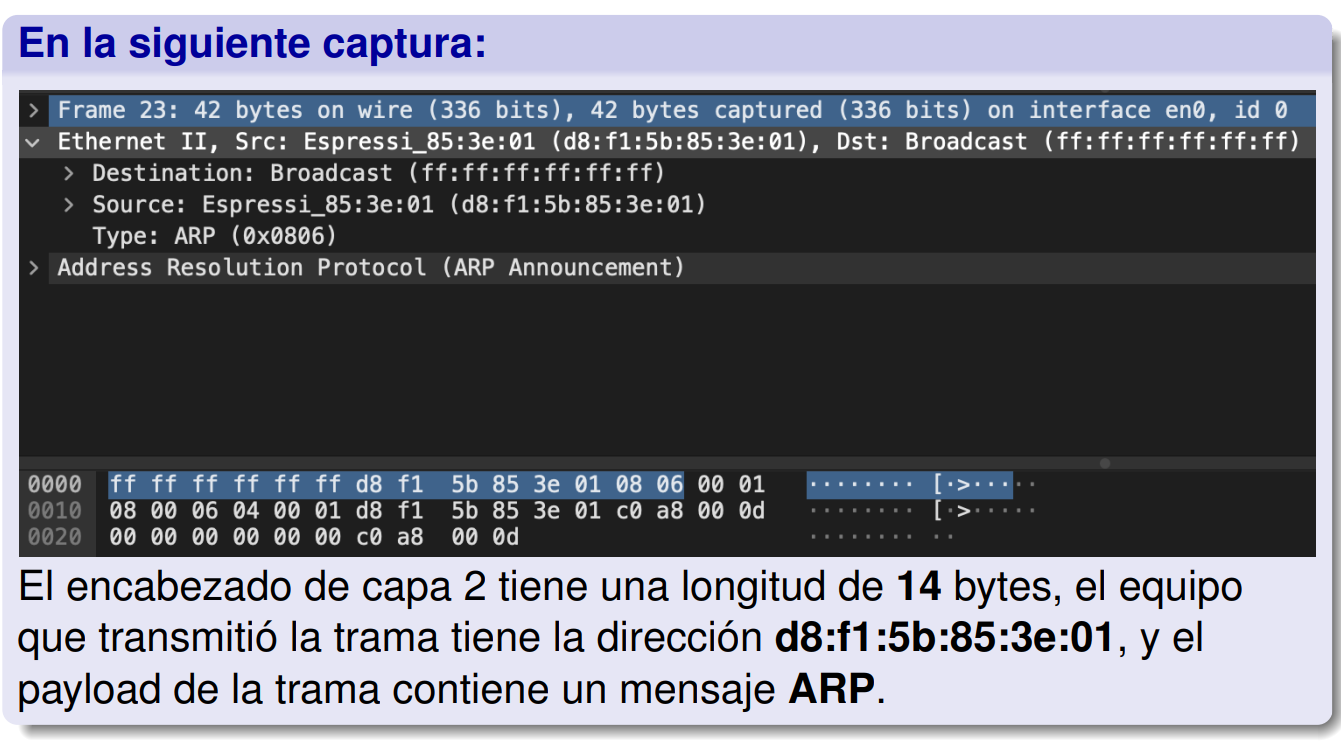 En la siguiente captura:
> Frame 23: 42 bytes on wire (336 bits), 42 bytes captured (336 bits) on interface en0, id 0
Ethernet II, Src: Espressi_85:3e:01 (d8:f1:5b:85:3e:01), Dst: Broadcast (ff:ff:ff:ff:ff:ff)
> Destination: Broadcast (ff:ff:ff:ff:ff:ff)
> Source: Espressi_85:3e:01 (d8:f1:5b:85:3e:01)
Type: ARP (0x0806)
> Address Resolution Protocol (ARP Announcement)
0000 ff ff ff ff ff ff d8 f1 5b 85 3e 01 08 06 00 01 ········ [·>·····
0010 08 00 06 04 00 01 d8 f1 5b 85 3e 01 c0 a8 00 0d ········ [·>·····
0020 00 00 00 00 00 00 c0 a8 00 0d ········ ··
El encabezado de capa 2 tiene una longitud de 14 bytes, el equipo
que transmitió la trama tiene la dirección d8:f1:5b:85:3e:01, y el
payload de la trama contiene un mensaje ARP.